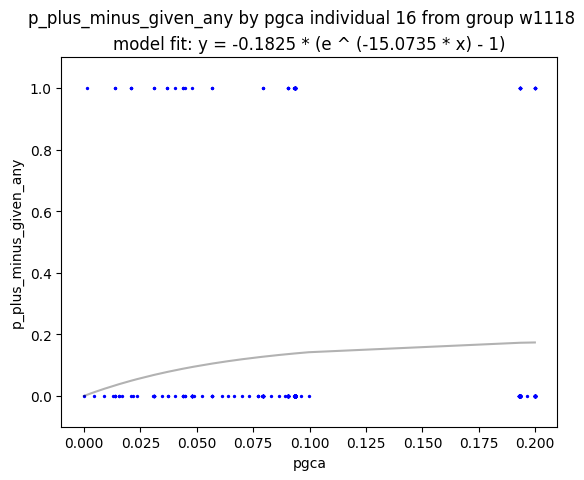 p_plus_minus_given_any by pgca individual 16 from group w1118
model fit: y = -0.1825 * (e ^ (-15.0735 * x) - 1)
1.0
0.8
0.6
0.4
0.2
0.0
p_plus_minus_given_any
0.000 0.025 0.050 0.075 0.100 0.125 0.150 0.175 0.200
pgca